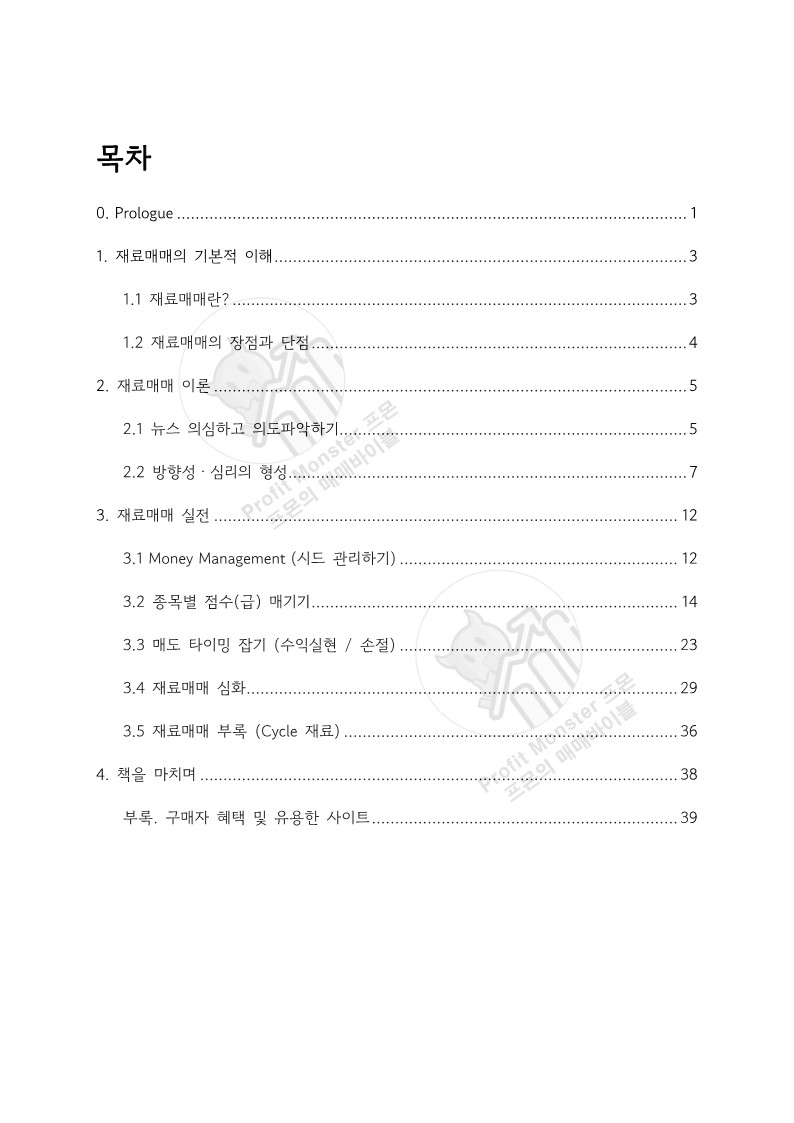 목차
0. Prologue ........ 1
1. 재료매매의 기본적 이해 ........ 3
1.1 재료매매란? ........ 3
1.2 재료매매의 장점과 단점 ........ 4
2. 재료매매 이론 ........ 5
2.1 뉴스 의심하고 의도파악하기 ........ 5
2.2 방향성 · 심리의 형성 ........ 7
3. 재료매매 실전 ........ 12
3.1 Money Management (시드 관리하기) ........ 12
3.2 종목별 점수(급) 매기기 ........ 14
3.3 매도 타이밍 잡기 (수익실현 / 손절) ........ 23
3.4 재료매매 심화 ........ 29
3.5 재료매매 부록 (Cycle 재료) ........ 36
4. 책을 마치며 ........ 38
부록. 구매자 혜택 및 유용한 사이트 ........ 39
Profit Monster 프몬
프몬의 매매바이블
Profit Monster 프몬
프몬의 매매바이블